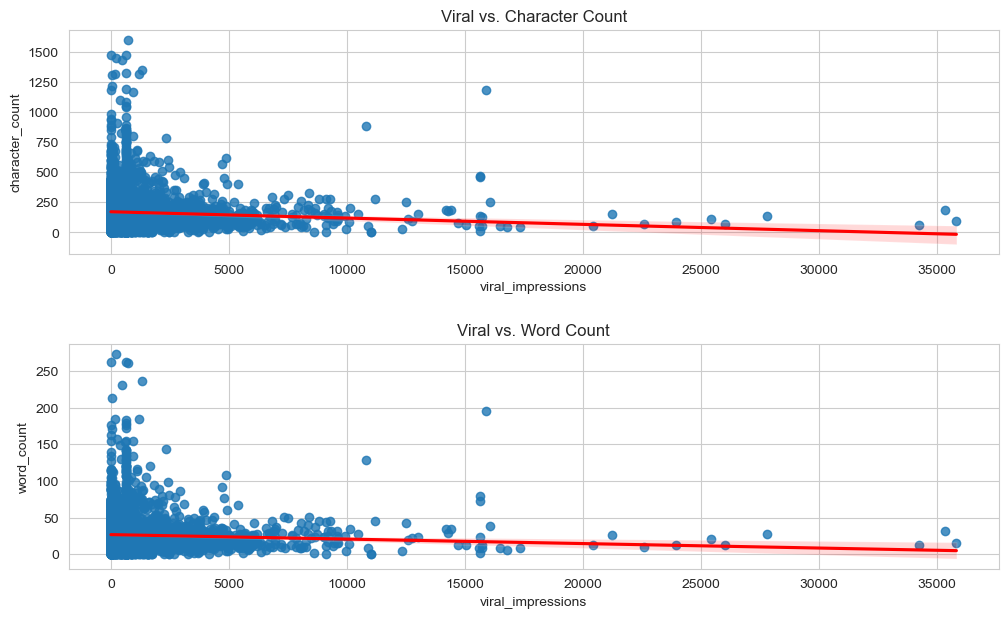 Viral vs. Character Count
character_count
1500
1250
1000
750
500
250
0
0 5000 10000 15000 20000 25000 30000 35000
viral_impressions
Viral vs. Word Count
word_count
250
200
150
100
50
0
0 5000 10000 15000 20000 25000 30000 35000
viral_impressions